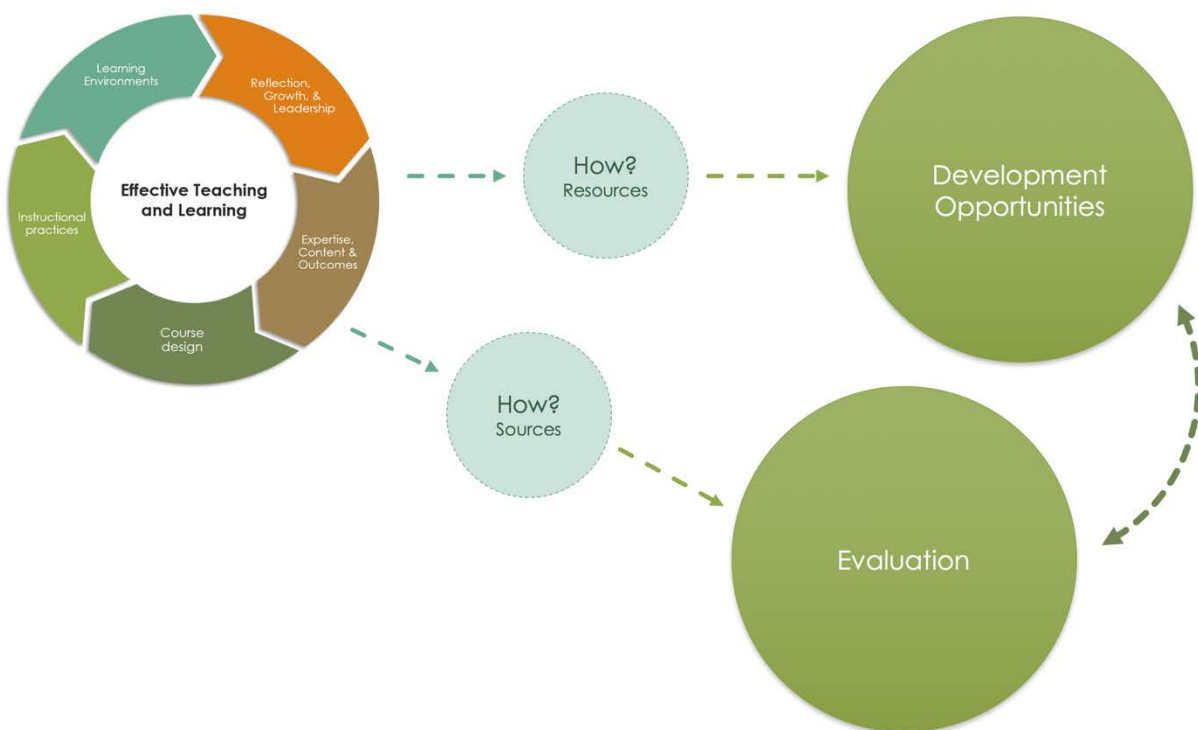 Learning
Environments
Reflection,
Growth, &
Leadership
Effective Teaching
and Learning
Instructional
practices
Expertise,
Content &
Outcomes
Course
design
How?
Resources
Development
Opportunities
How?
Sources
Evaluation